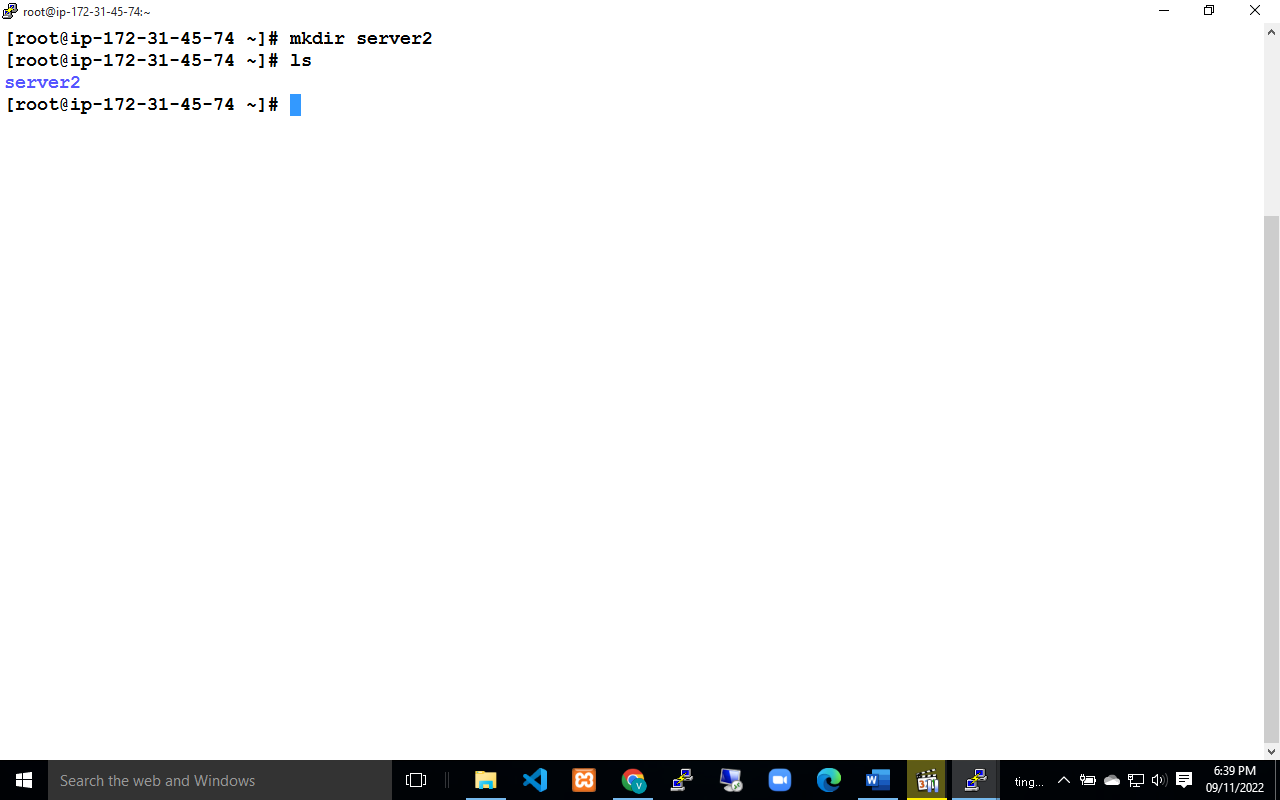 root@ip-172-31-45-74:~
[root@ip-172-31-45-74 ~]# mkdir server2
[root@ip-172-31-45-74 ~]# ls
server2
[root@ip-172-31-45-74 ~]#
Search the web and Windows
ting...
6:39 PM
09/11/2022